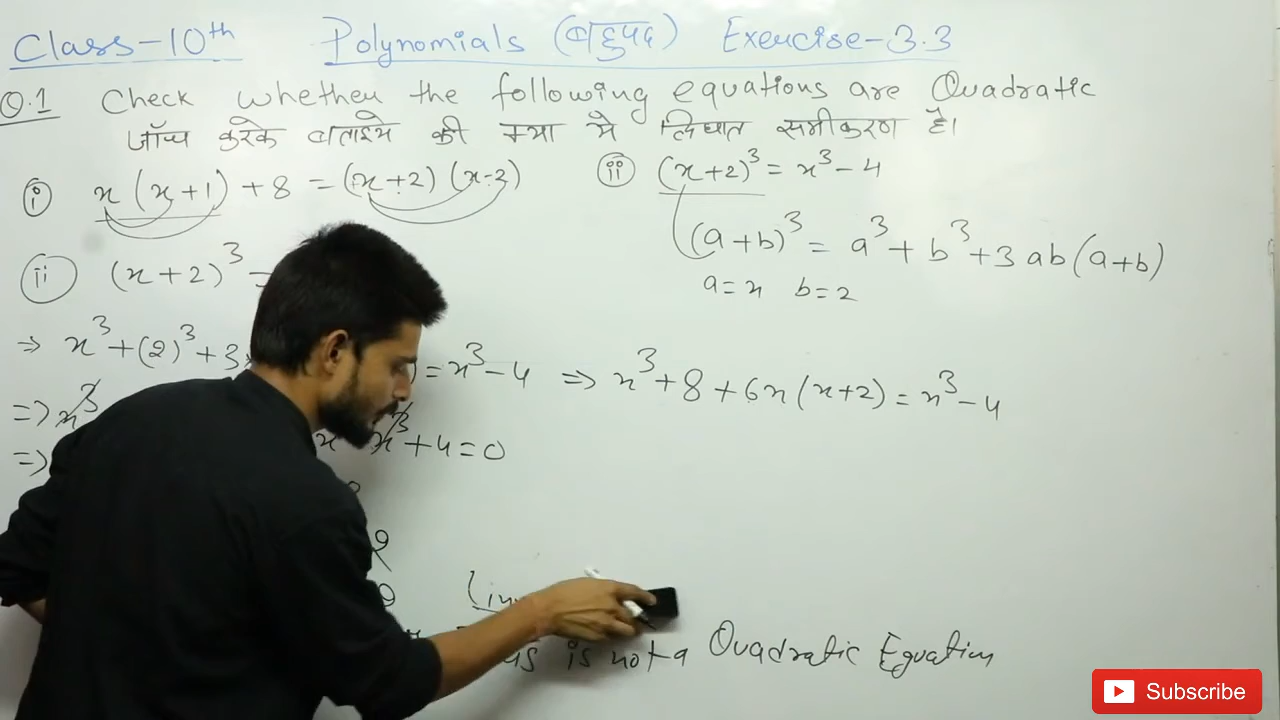 Class-10th Polynomials (बहुपद) Exercise-3.3
Q.1 Check whether the following equations are Quadratic
जाँच करके बताइये की क्या ये द्विघात समीकरण है।
(i) x(x+1)+8=(x+2)(x-3)
(ii) (x+2)³=x³-4
(a+b)³=a³+b³+3ab(a+b)
a=x b=2
(ii) (x+2)³=
⇒ x³+(2)³+3 =x³-4 ⇒ x³+8+6x(x+2)=x³-4
⇒ x³ x³+4=0
⇒
is not a Quadratic Equation
Subscribe